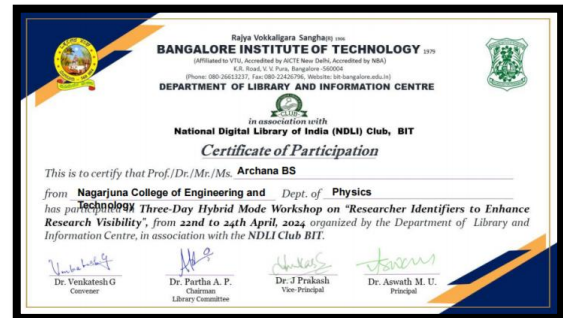 Rajya Vokkaligara Sangha(R) 1906
BANGALORE INSTITUTE OF TECHNOLOGY 1979
(Affiliated to VTU, Accredited by AICTE New Delhi, Accredited by NBA)
K.R. Road, V. V. Pura, Bangalore -560004
(Phone: 080-26613237, Fax: 080-22426796, Website: bit-bangalore.edu.in)
DEPARTMENT OF LIBRARY AND INFORMATION CENTRE
CLUB
in association with
National Digital Library of India (NDLI) Club, BIT
Certificate of Participation
This is to certify that Prof./Dr./Mr./Ms. Archana BS
from Nagarjuna College of Engineering and Technology Dept. of Physics
has participated in Three-Day Hybrid Mode Workshop on "Researcher Identifiers to Enhance
Research Visibility", from 22nd to 24th April, 2024 organized by the Department of Library and
Information Centre, in association with the NDLI Club BIT.
Dr. Venkatesh G
Convener
Dr. Partha A. P.
Chairman
Library Committee
Dr. J Prakash
Vice-Principal
Dr. Aswath M. U.
Principal